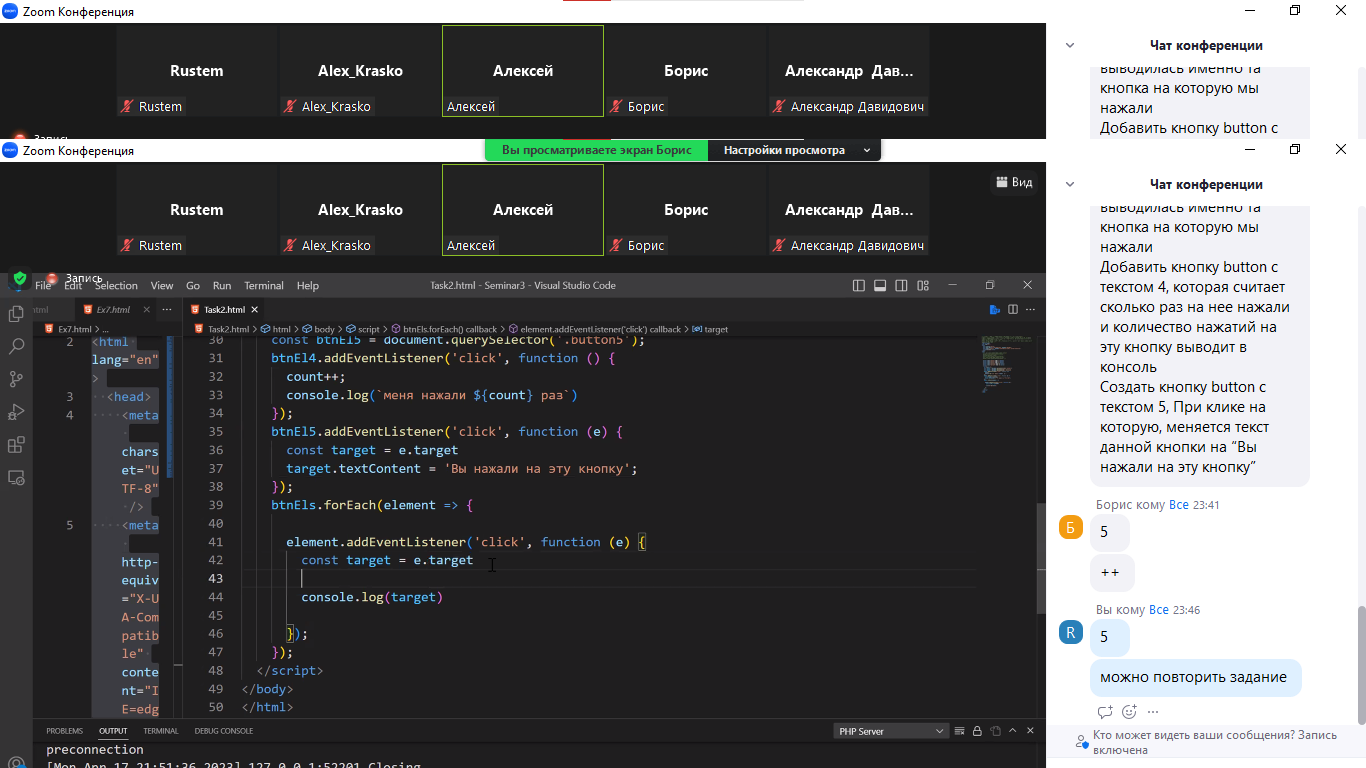 Zoom Конференция
Rustem
Alex_Krasko
Алексей
Борис
Александр Дав...
Rustem
Alex_Krasko
Алексей
Борис
Александр Давидович
Запись
Чат конференции
выводилась именно та
кнопка на которую мы
нажали
Добавить кнопку button с
Zoom Конференция
Вы просматриваете экран Борис
Настройки просмотра
Rustem
Alex_Krasko
Алексей
Борис
Александр Дав...
Вид
Rustem
Alex_Krasko
Алексей
Борис
Александр Давидович
Запись
File Edit Selection View Go Run Terminal Help
Task2.html - Seminar3 - Visual Studio Code
html
Ex7.html
Task2.html
Ex7.html > ...
Task2.html > html > body > script > btnEls.forEach() callback > element.addEventListener('click') callback > target
2 <html
lang="en"
>
3 <head>
4 <meta
chars
et="U
TF-8"
/>
5 <meta
http-
equiv
="X-U
A-Com
patib
le"
conte
nt="I
E=edg
30 const btnEl5 = document.querySelector('.button5');
31 btnEl4.addEventListener('click', function () {
32 count++;
33 console.log(`меня нажали ${count} раз`)
34 });
35 btnEl5.addEventListener('click', function (e) {
36 const target = e.target
37 target.textContent = 'Вы нажали на эту кнопку';
38 });
39 btnEls.forEach(element => {
40
41 element.addEventListener('click', function (e) {
42 const target = e.target
43
44 console.log(target)
45
46 });
47 });
48 </script>
49 </body>
50 </html>
PROBLEMS OUTPUT TERMINAL DEBUG CONSOLE
PHP Server
preconnection
[Mon Apr 17 21:51:36 2023] 127.0.0.1:52201 Closing
Чат конференции
выводилась именно та
кнопка на которую мы
нажали
Добавить кнопку button с
текстом 4, которая считает
сколько раз на нее нажали
и количество нажатий на
эту кнопку выводит в
консоль
Создать кнопку button с
текстом 5, При клике на
которую, меняется текст
данной кнопки на “Вы
нажали на эту кнопку”
Борис кому Все 23:41
Б
5
++
Вы кому Все 23:46
R
5
можно повторить задание
Кто может видеть ваши сообщения? Запись
включена